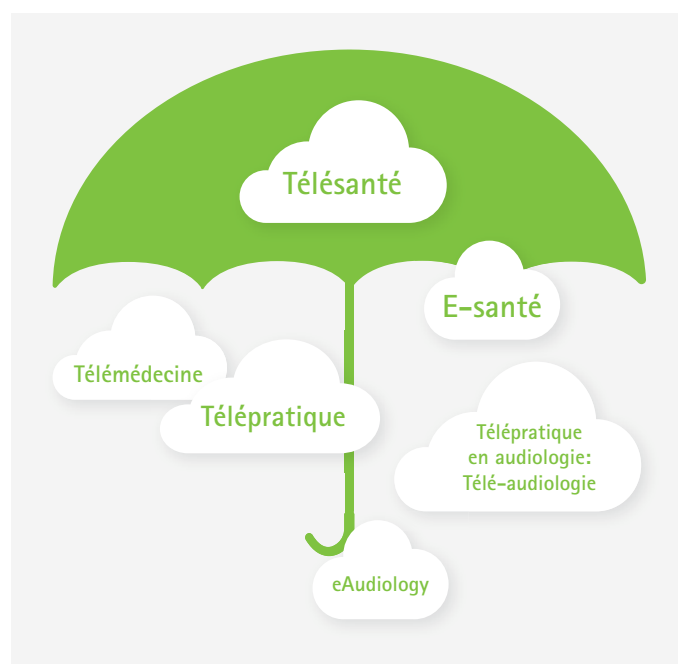 Télésanté
E-santé
Télémédecine
Télépratique
Télépratique
en audiologie:
Télé-audiologie
eAudiology